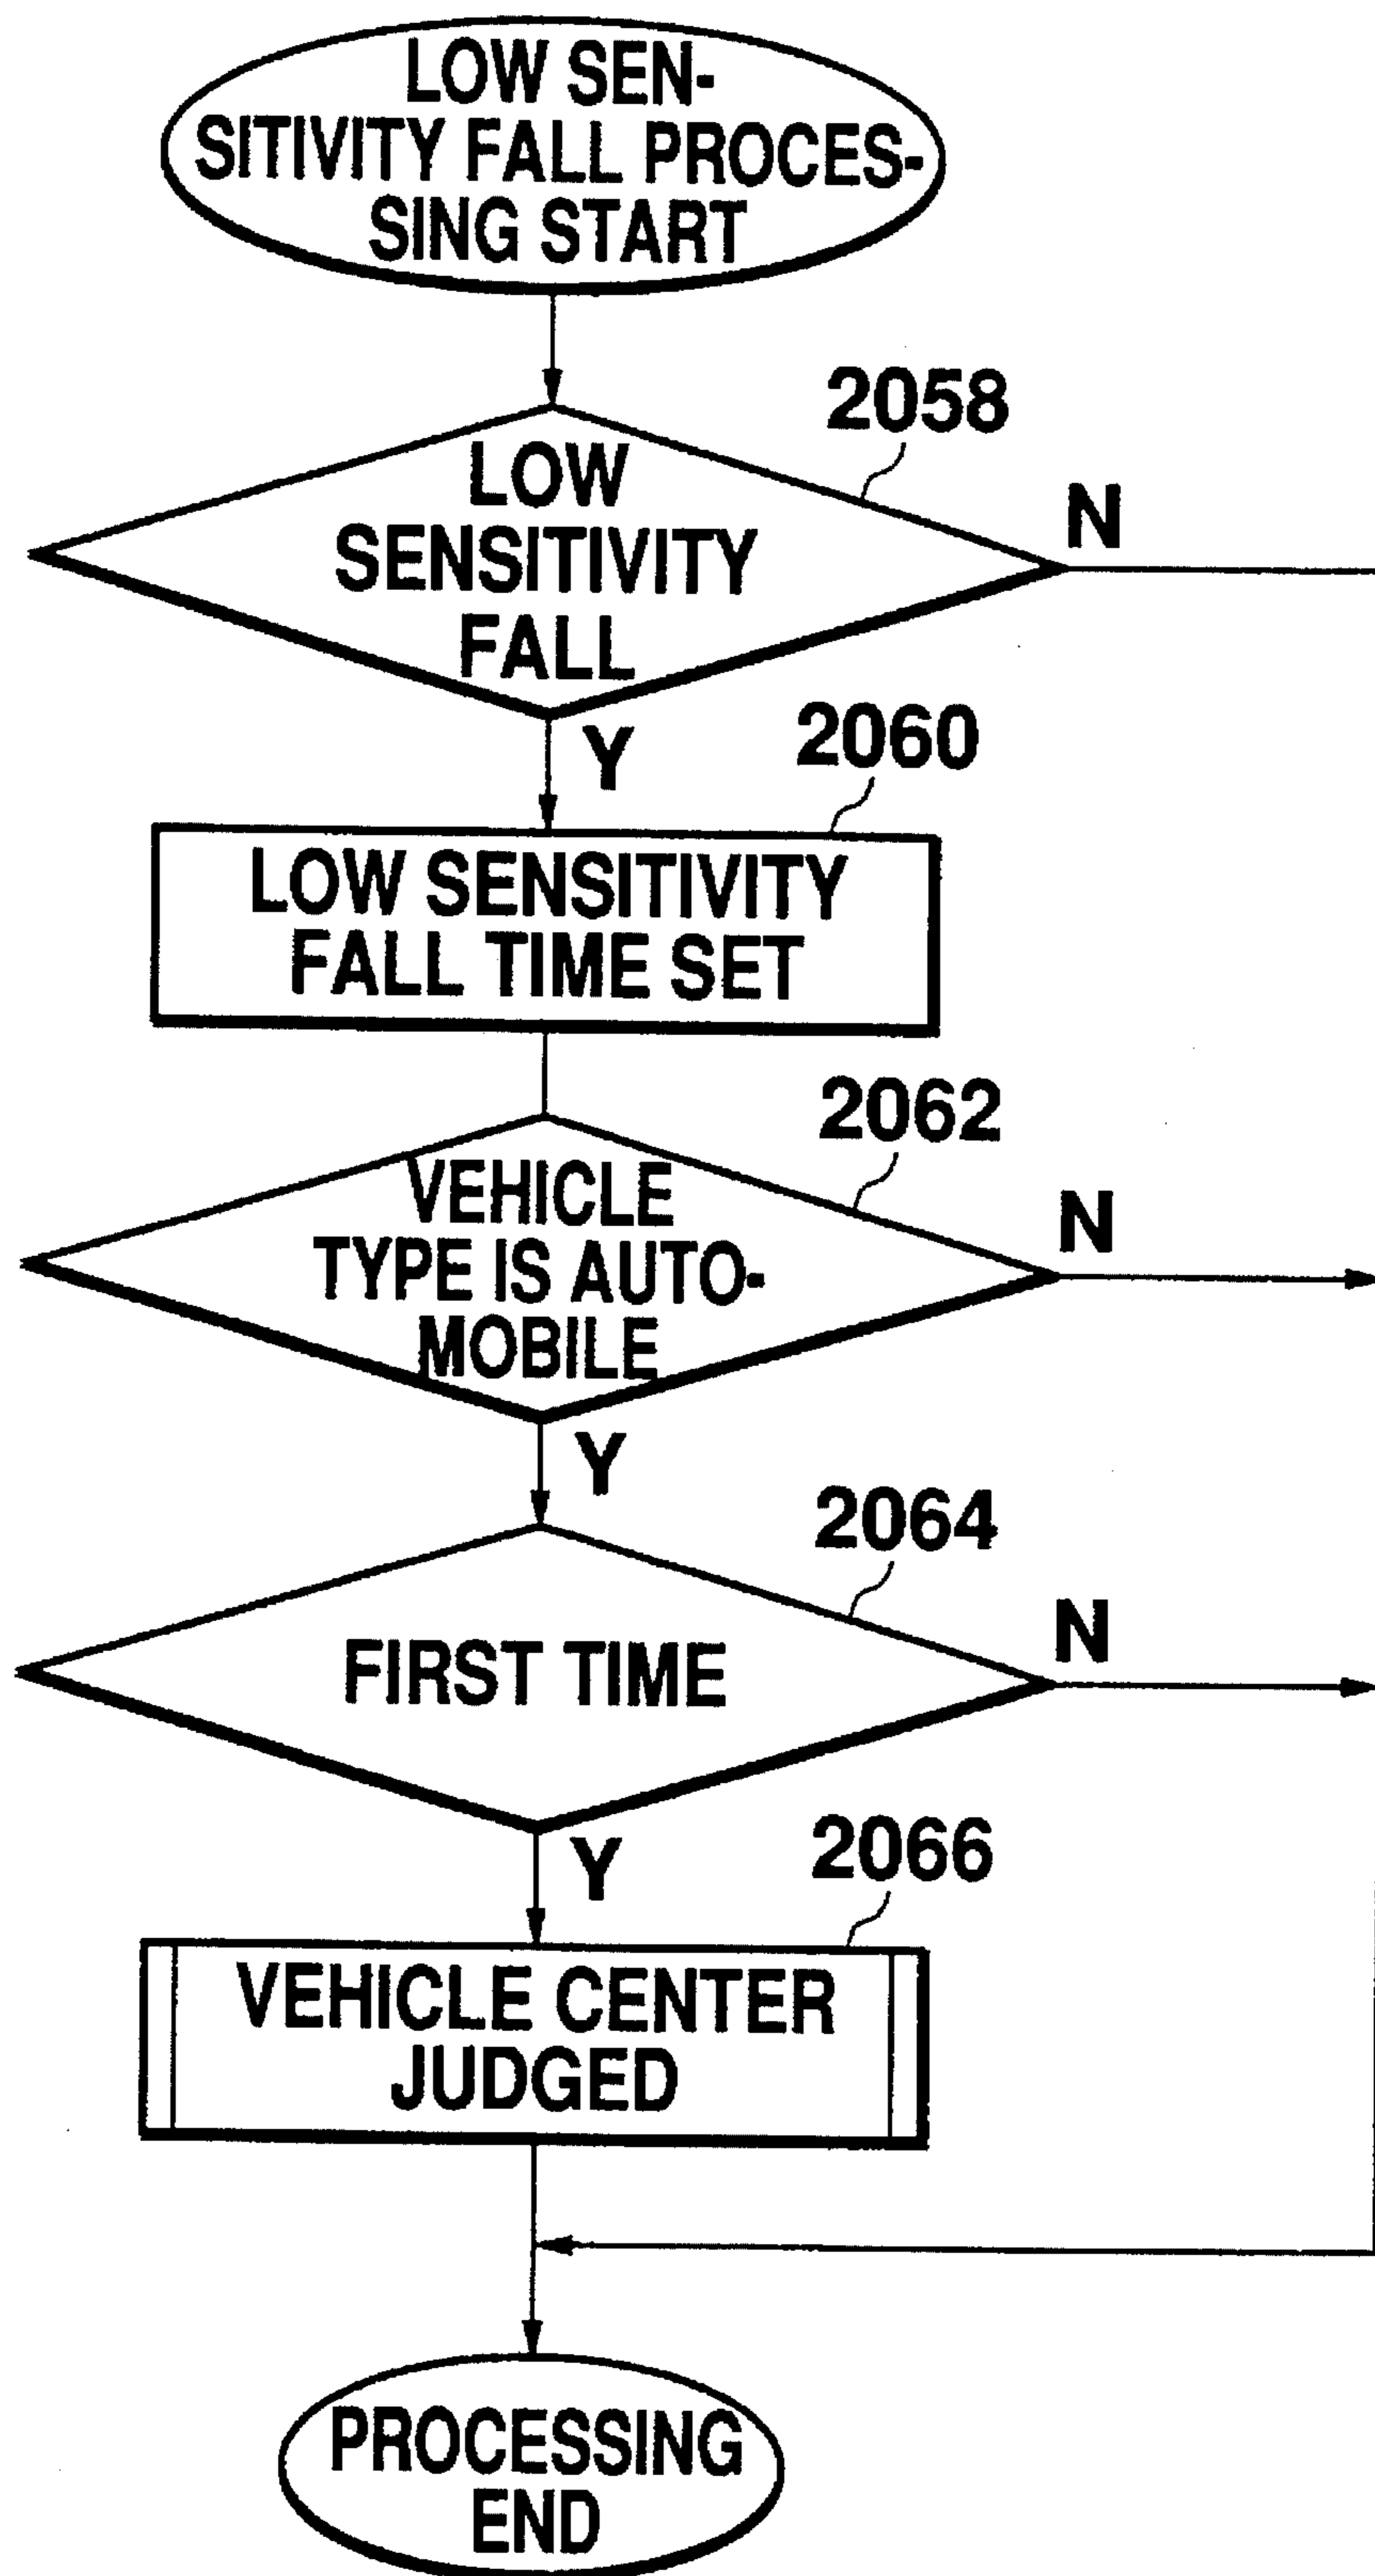 LOW SEN-
SITIVITY FALL PROCES-
SING START
2058
LOW
SENSITIVITY
FALL
N
Y
2060
LOW SENSITIVITY
FALL TIME SET
2062
VEHICLE
TYPE IS AUTO-
MOBILE
N
Y
2064
FIRST TIME
N
Y
2066
VEHICLE CENTER
JUDGED
PROCESSING
END